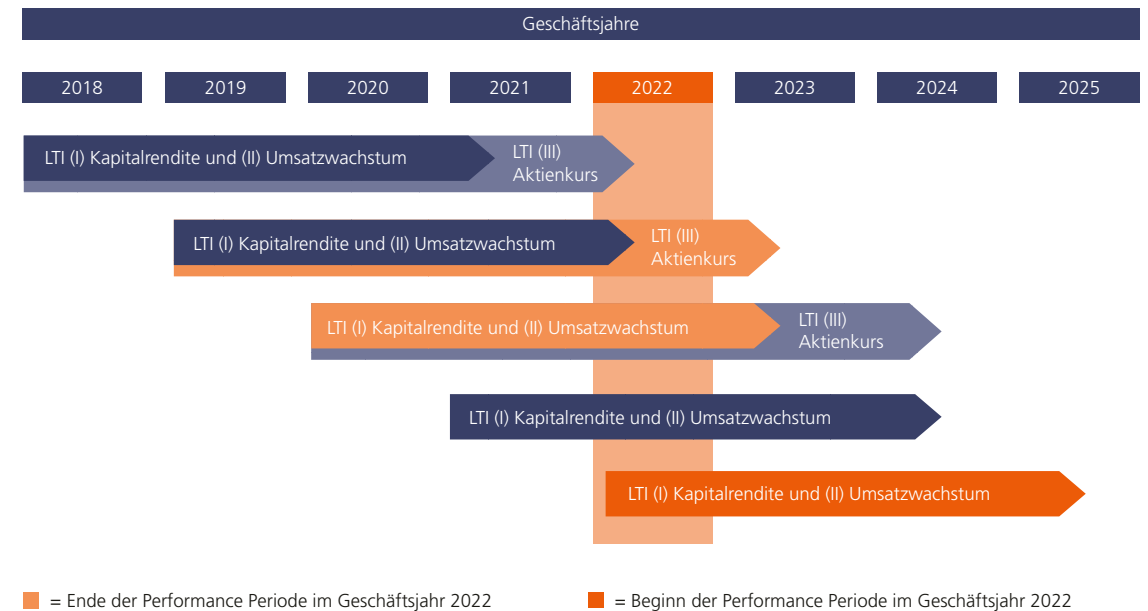 Geschäftsjahre
2018 2019 2020 2021 2022 2023 2024 2025
LTI (I) Kapitalrendite und (II) Umsatzwachstum
LTI (III)
Aktienkurs
LTI (I) Kapitalrendite und (II) Umsatzwachstum
LTI (III)
Aktienkurs
LTI (I) Kapitalrendite und (II) Umsatzwachstum
LTI (III)
Aktienkurs
LTI (I) Kapitalrendite und (II) Umsatzwachstum
LTI (I) Kapitalrendite und (II) Umsatzwachstum
= Ende der Performance Periode im Geschäftsjahr 2022
= Beginn der Performance Periode im Geschäftsjahr 2022